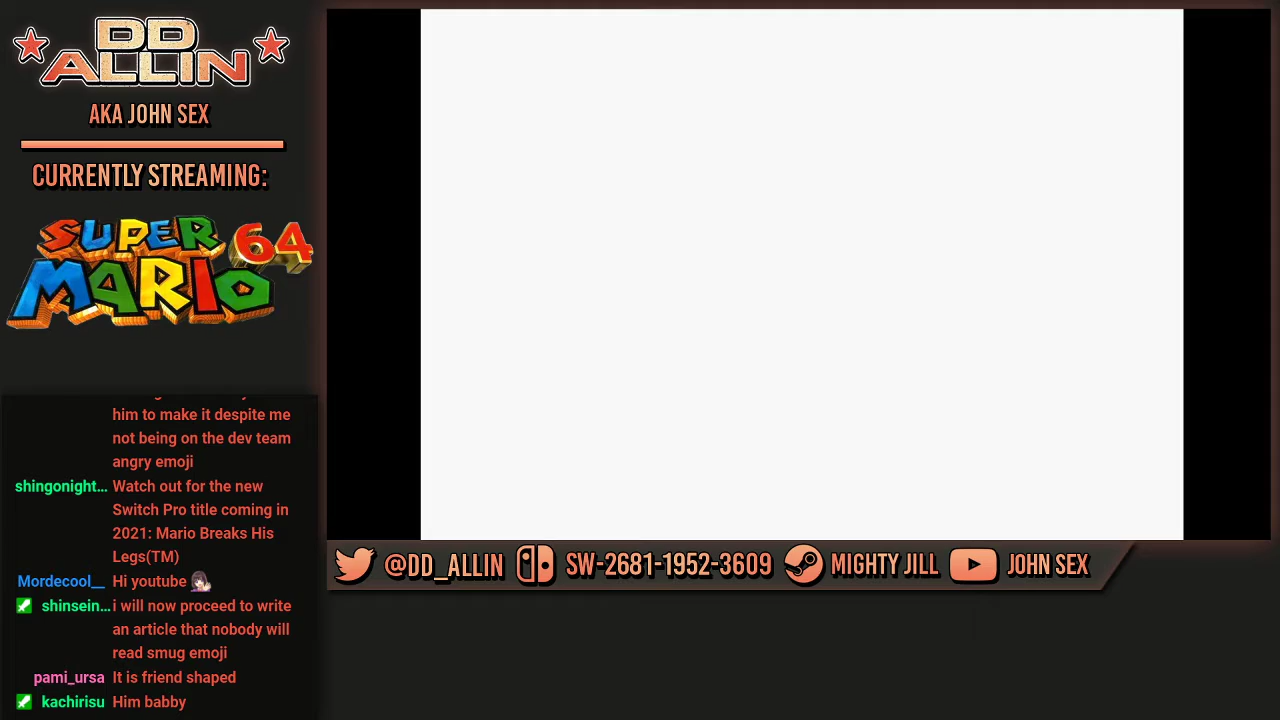 DD
ALLIN
AKA JOHN SEX
CURRENTLY STREAMING:
SUPER
MARIO 64
him to make it despite me
not being on the dev team
angry emoji
shingonight... Watch out for the new
Switch Pro title coming in
2021: Mario Breaks His
Legs(TM)
Mordecool__ Hi youtube
shinsein... i will now proceed to write
an article that nobody will
read smug emoji
pami_ursa It is friend shaped
kachirisu Him babby
@DD_ALLIN SW-2681-1952-3609 MIGHTY JILL JOHN SEX